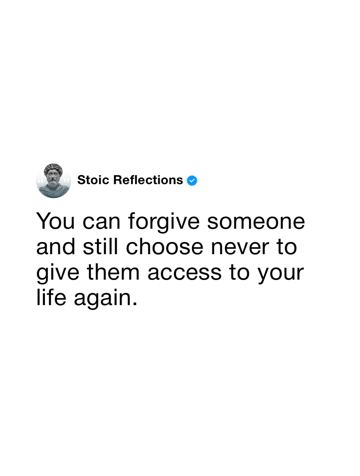 Stoic Reflections
You can forgive someone
and still choose never to
give them access to your
life again.